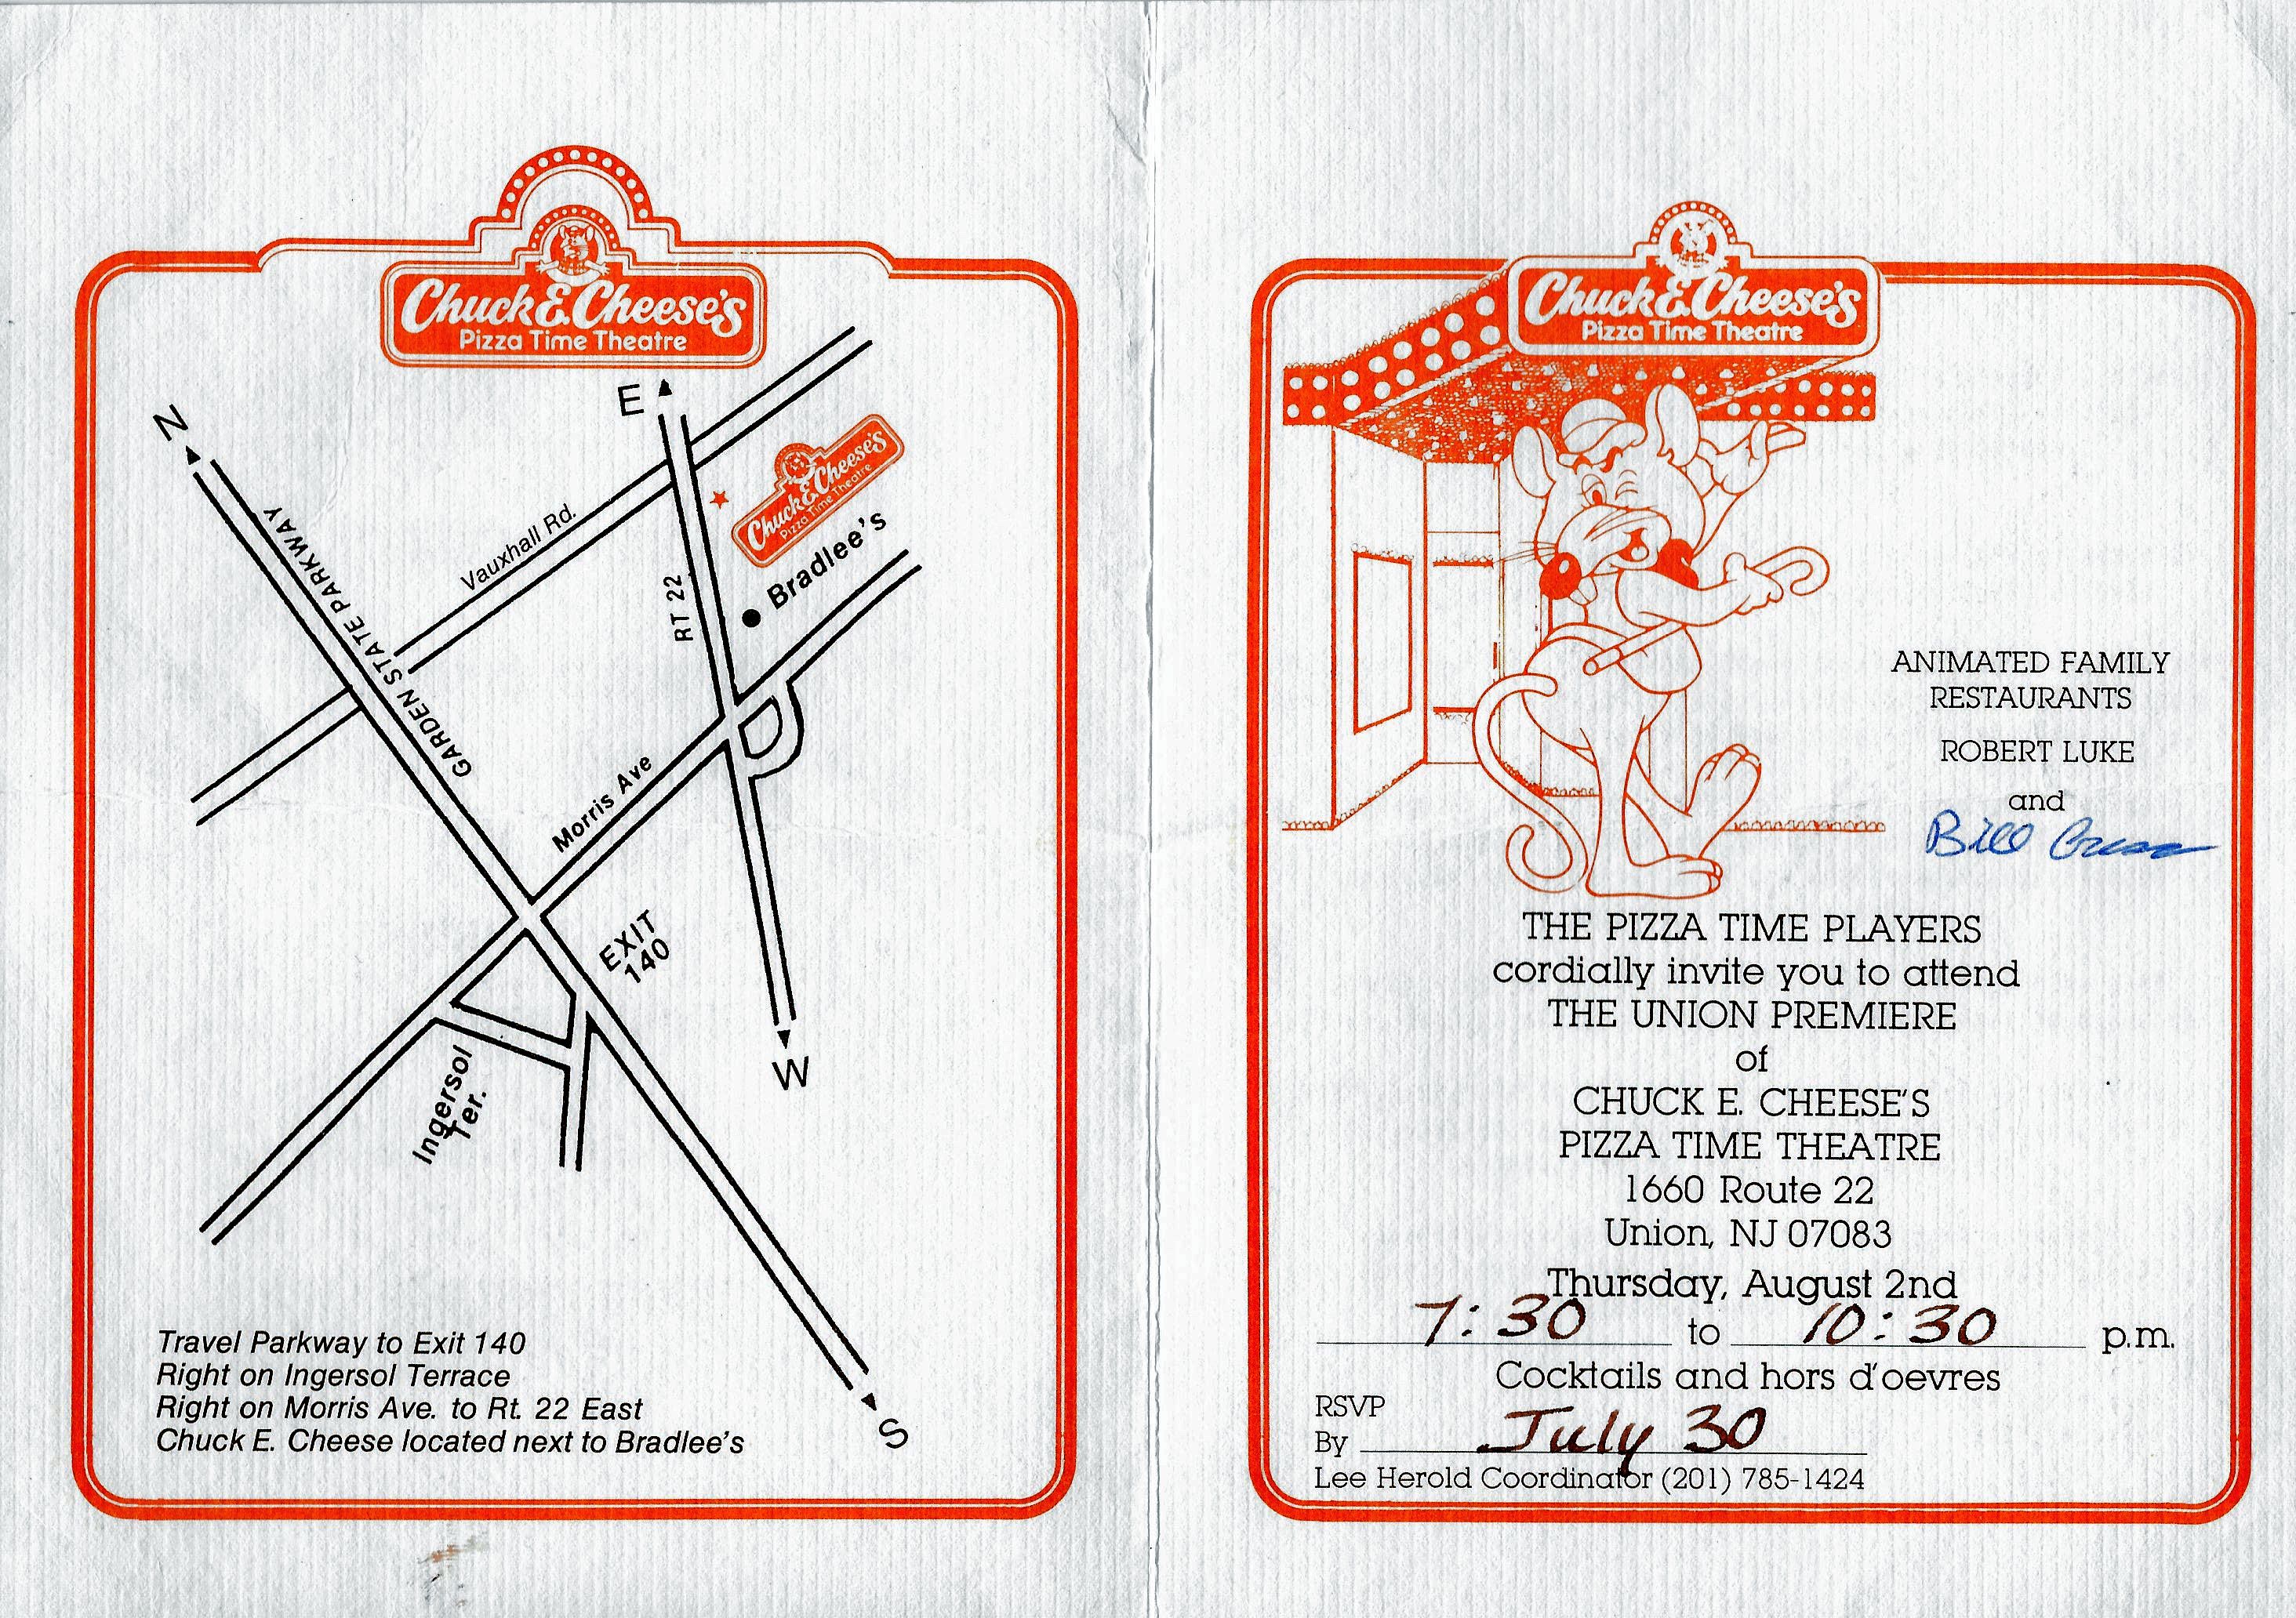 Chuck E. Cheese's
Pizza Time Theatre
N
E
GARDEN STATE PARKWAY
Vauxhall Rd.
RT 22
Chuck E. Cheese's
Pizza Time Theatre
Bradlee's
Morris Ave
EXIT
140
Ingersol
Ter.
W
S
Travel Parkway to Exit 140
Right on Ingersol Terrace
Right on Morris Ave. to Rt. 22 East
Chuck E. Cheese located next to Bradlee's
Chuck E. Cheese's
Pizza Time Theatre
ANIMATED FAMILY
RESTAURANTS
ROBERT LUKE
and
Bill
THE PIZZA TIME PLAYERS
cordially invite you to attend
THE UNION PREMIERE
of
CHUCK E. CHEESE'S
PIZZA TIME THEATRE
1660 Route 22
Union, NJ 07083
Thursday, August 2nd
7:30 to 10:30 p.m.
Cocktails and hors d'oevres
RSVP
By July 30
Lee Herold Coordinator (201) 785-1424